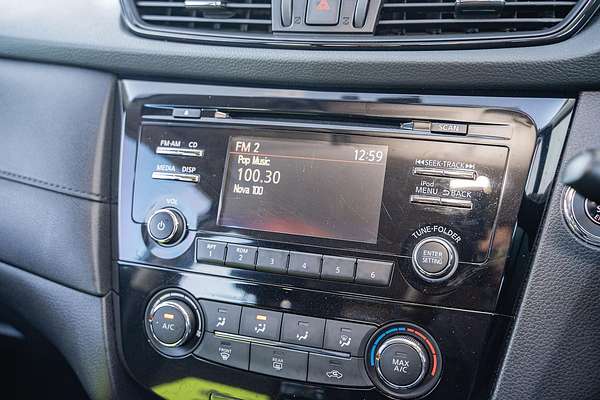 SCAN
FM·AM CD
MEDIA DISP
VOL
FM 2
12:59
Pop Music
100.30
Nova 100
SEEK·TRACK
iPod
MENU BACK
TUNE·FOLDER
ENTER
SETTING
RPT
1
RDM
2
3
4
5
6
A/C
FRONT
REAR
MAX
A/C